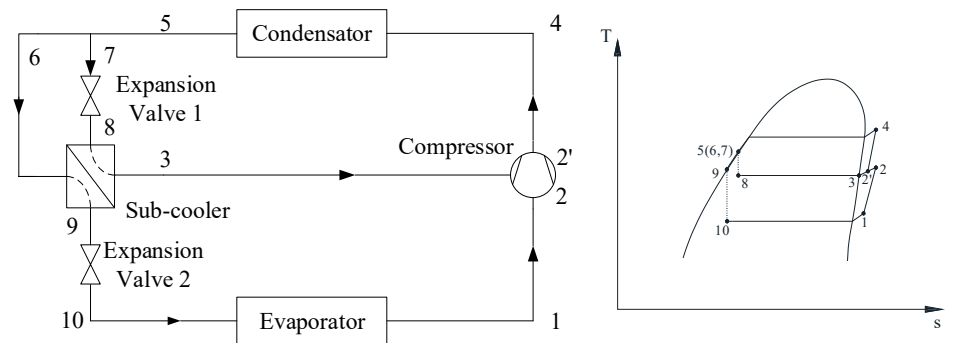 5
Condensator
4
6
7
Expansion
Valve 1
8
3
Compressor
2'
2
Sub-cooler
9
Expansion
Valve 2
10
Evaporator
1
T
5(6,7)
9
8
4
3
2'
2
10
1
s